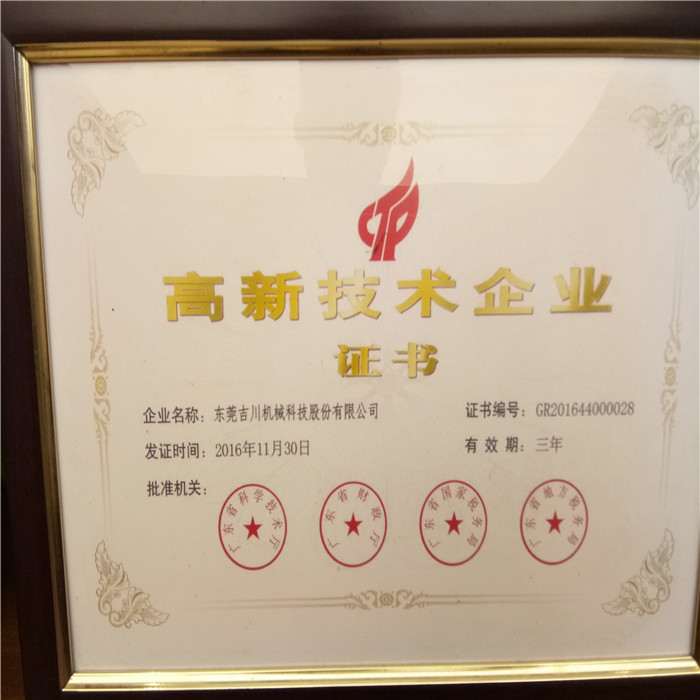 高新技术企业
证书
企业名称：东莞吉川机械科技股份有限公司 证书编号：GR201644000028
发证时间：2016年11月30日 有效期：三年
批准机关：
广东省科学技术厅 广东省财政厅 广东省国家税务局 广东省地方税务局